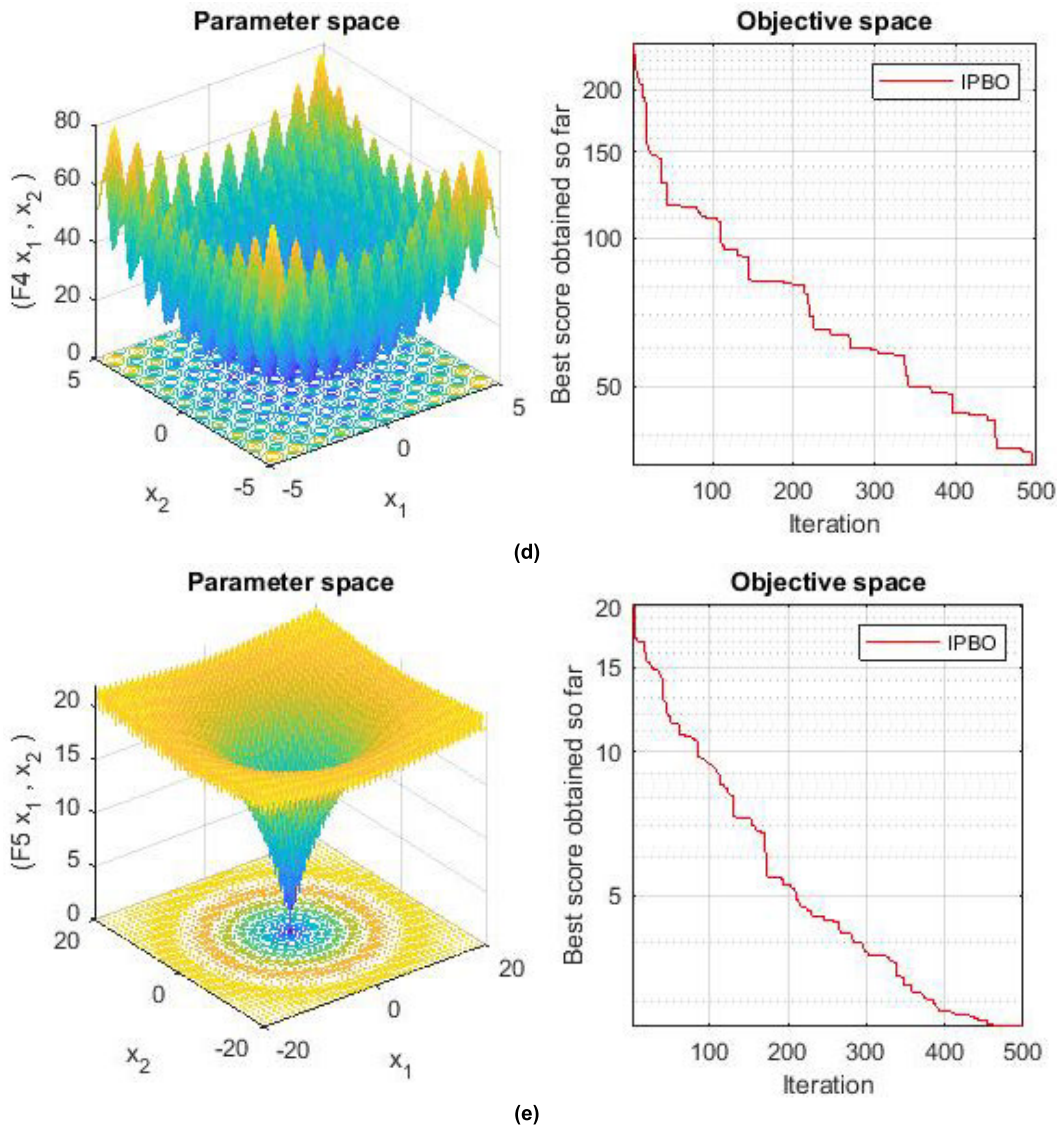 Parameter space
(F4 x1 , x2 )
80
60
40
20
0
5
0
-5
x2
-5
0
5
x1
Objective space
Best score obtained so far
200
150
100
50
IPBO
100 200 300 400 500
Iteration
(d)
Parameter space
(F5 x1 , x2 )
20
15
10
5
0
20
0
-20
x2
-20
0
20
x1
Objective space
Best score obtained so far
20
15
10
5
IPBO
100 200 300 400 500
Iteration
(e)